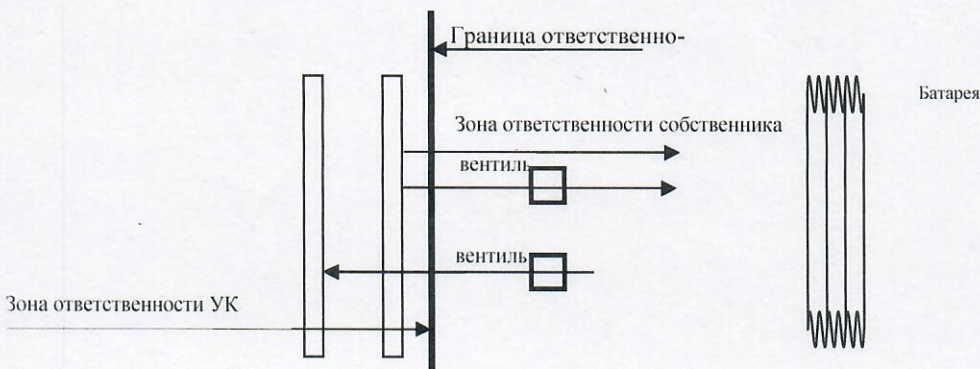 Граница ответственно-
Батарея
Зона ответственности собственника
вентиль
вентиль
Зона ответственности УК